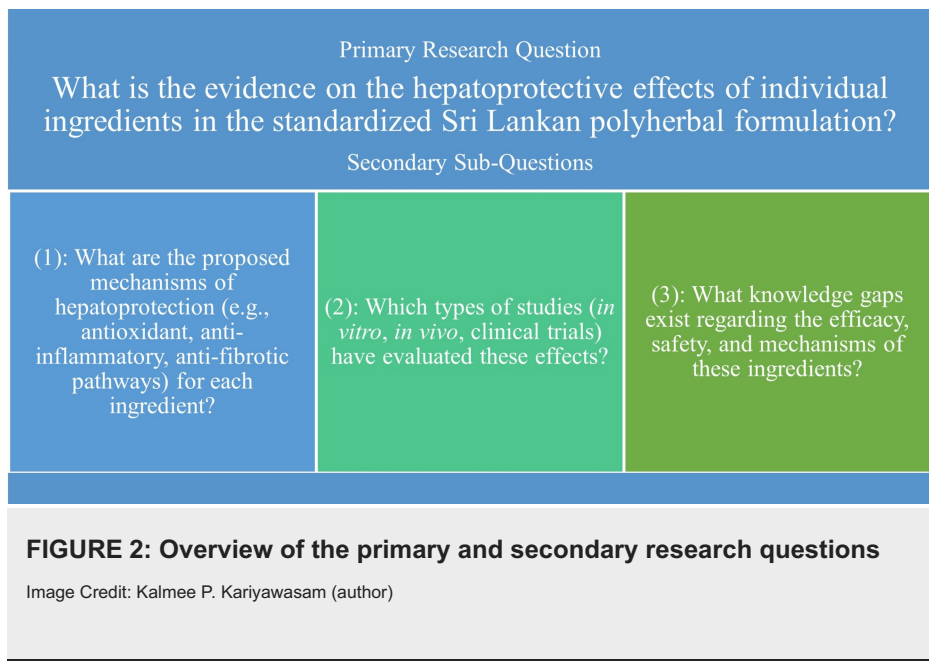 Primary Research Question
What is the evidence on the hepatoprotective effects of individual
ingredients in the standardized Sri Lankan polyherbal formulation?
Secondary Sub-Questions
(1): What are the proposed
mechanisms of
hepatoprotection (e.g.,
antioxidant, anti-
inflammatory, anti-fibrotic
pathways) for each
ingredient?
(2): Which types of studies (in
vitro, in vivo, clinical trials)
have evaluated these effects?
(3): What knowledge gaps
exist regarding the efficacy,
safety, and mechanisms of
these ingredients?
FIGURE 2: Overview of the primary and secondary research questions
Image Credit: Kalmee P. Kariyawasam (author)